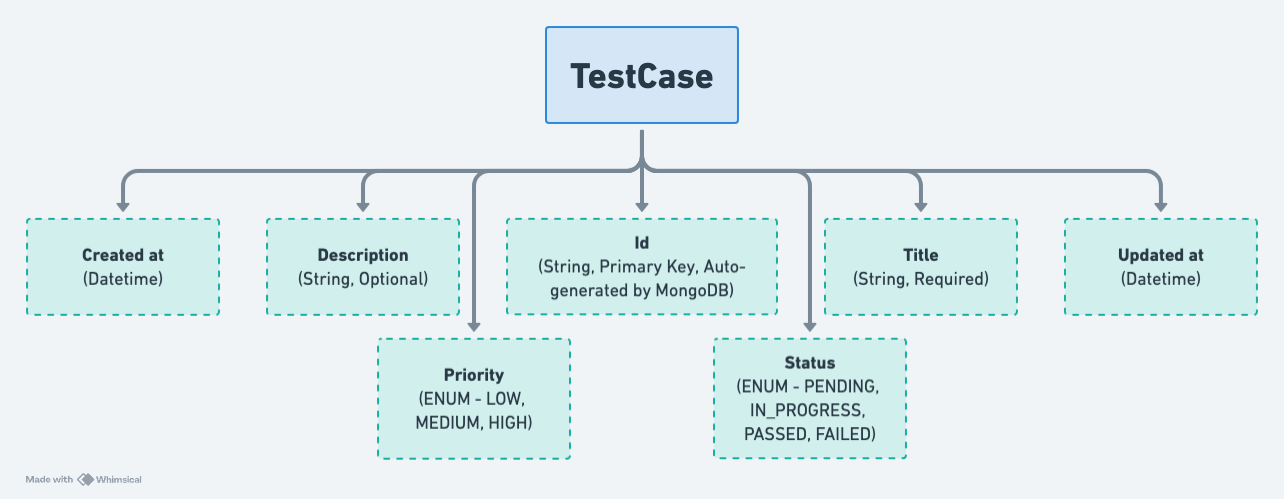 TestCase
Created at
(Datetime)
Description
(String, Optional)
Id
(String, Primary Key, Auto-
generated by MongoDB)
Title
(String, Required)
Updated at
(Datetime)
Priority
(ENUM - LOW,
MEDIUM, HIGH)
Status
(ENUM - PENDING,
IN_PROGRESS,
PASSED, FAILED)
Made with Whimsical